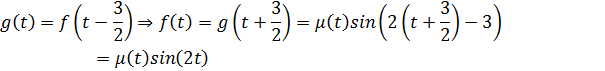 g(t) = f(t − 3/2) ⇒ f(t) = g(t + 3/2) = μ(t)sin(2(t + 3/2) − 3)
= μ(t)sin(2t)